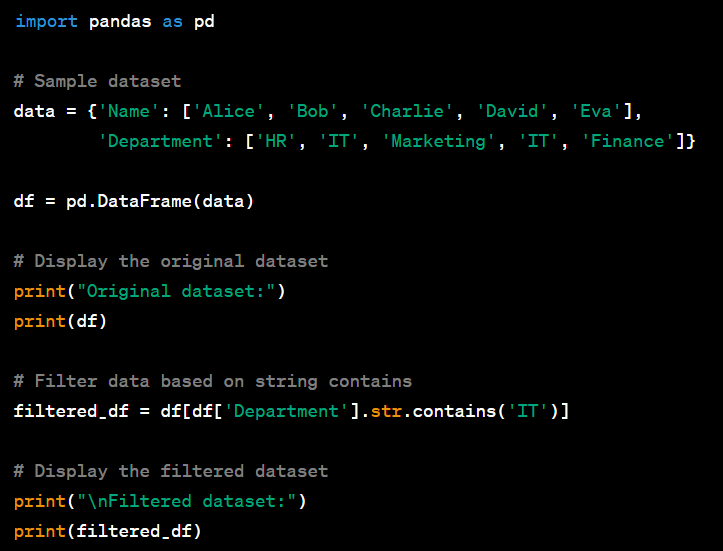 import pandas as pd
# Sample dataset
data = {'Name': ['Alice', 'Bob', 'Charlie', 'David', 'Eva'],
        'Department': ['HR', 'IT', 'Marketing', 'IT', 'Finance']}
df = pd.DataFrame(data)
# Display the original dataset
print("Original dataset:")
print(df)
# Filter data based on string contains
filtered_df = df[df['Department'].str.contains('IT')]
# Display the filtered dataset
print("\nFiltered dataset:")
print(filtered_df)